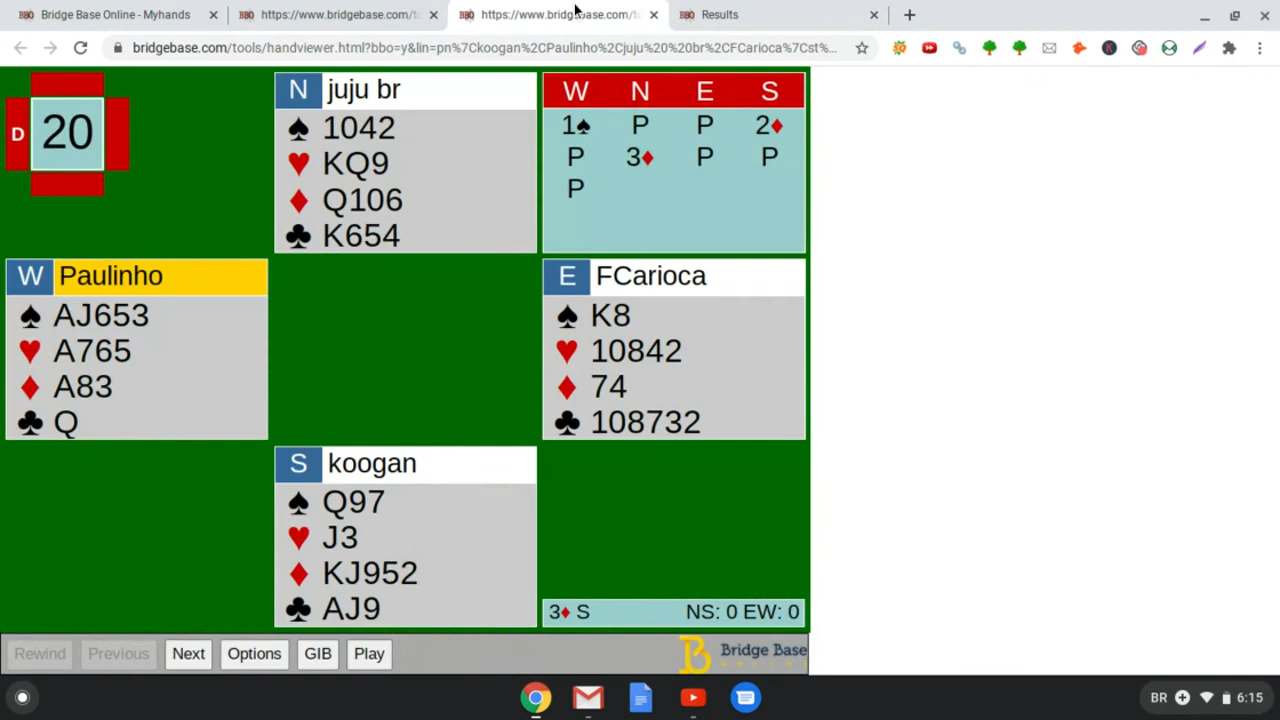 Bridge Base Online - Myhands
https://www.bridgebase.com/to
https://www.bridgebase.com/to
Results
bridgebase.com/tools/handviewer.html?bbo=y&lin=pn%7Ckoogan%2CPaulinho%2Cjuju%20%20br%2CFCarioca%7Cst%...
D
20
N juju br
♠ 1042
♥ KQ9
♦ Q106
♣ K654
W N E S
1♠ P P 2♦
P 3♦ P P
P
W Paulinho
♠ AJ653
♥ A765
♦ A83
♣ Q
E FCarioca
♠ K8
♥ 10842
♦ 74
♣ 108732
S koogan
♠ Q97
♥ J3
♦ KJ952
♣ AJ9
3♦ S NS: 0 EW: 0
Rewind Previous Next Options GIB Play
Bridge Base
BR 6:15